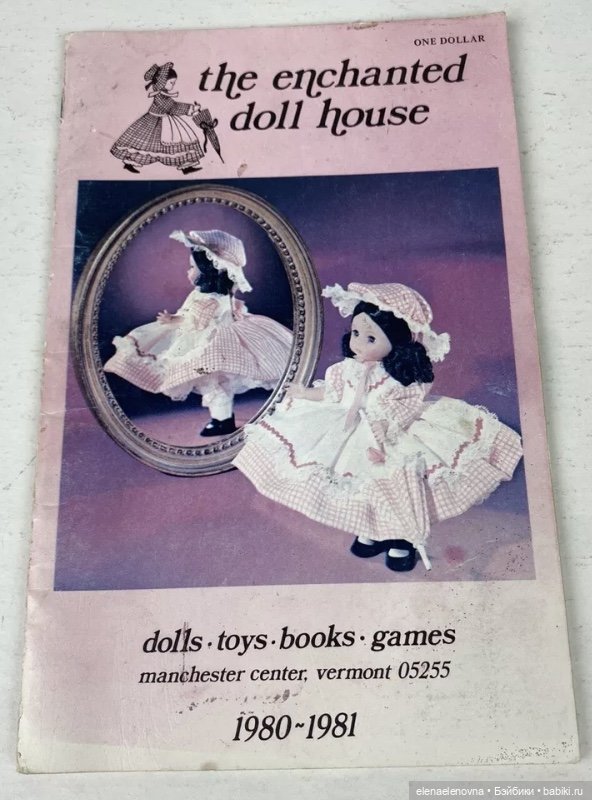 ONE DOLLAR
the enchanted
doll house
dolls · toys · books · games
manchester center, vermont 05255
1980~1981
elenaelenovna • Бэйбики • babiki.ru